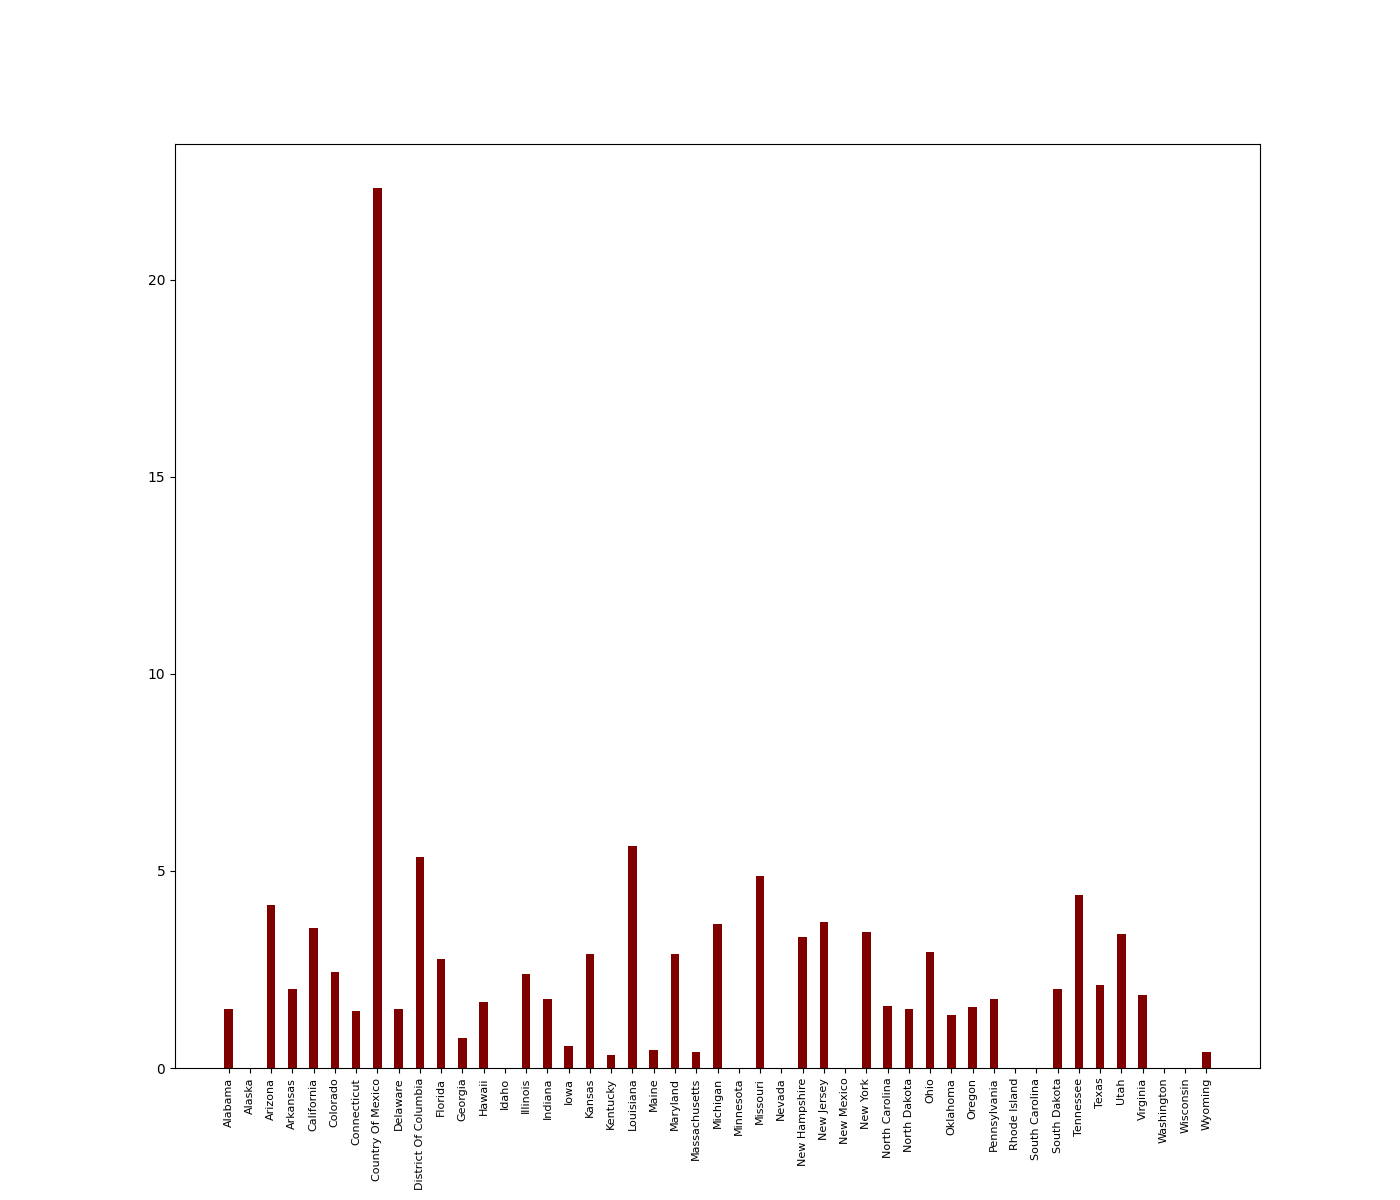 20
15
10
5
0
Alabama
Alaska
Arizona
Arkansas
California
Colorado
Connecticut
Country Of Mexico
Delaware
District Of Columbia
Florida
Georgia
Hawaii
Idaho
Illinois
Indiana
Iowa
Kansas
Kentucky
Louisiana
Maine
Maryland
Massachusetts
Michigan
Minnesota
Missouri
Nevada
New Hampshire
New Jersey
New Mexico
New York
North Carolina
North Dakota
Ohio
Oklahoma
Oregon
Pennsylvania
Rhode Island
South Carolina
South Dakota
Tennessee
Texas
Utah
Virginia
Washington
Wisconsin
Wyoming